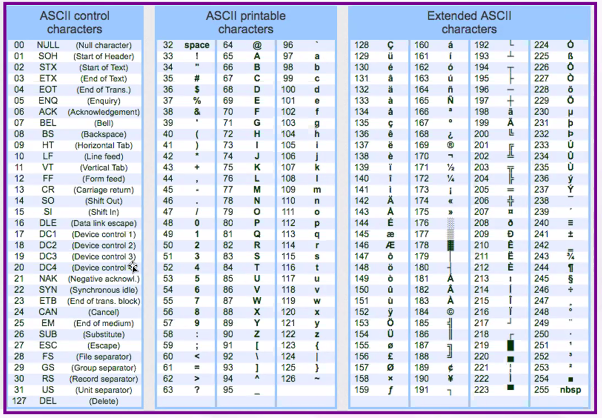 ASCII control characters
ASCII printable characters
Extended ASCII characters
00 NULL (Null character) 32 space 64 @ 96 ` 128 Ç 160 á 192 └ 224 Ó
01 SOH (Start of Header) 33 ! 65 A 97 a 129 ü 161 í 193 ┴ 225 ß
02 STX (Start of Text) 34 " 66 B 98 b 130 é 162 ó 194 ┬ 226 Ô
03 ETX (End of Text) 35 # 67 C 99 c 131 â 163 ú 195 ├ 227 Ò
04 EOT (End of Trans.) 36 $ 68 D 100 d 132 ä 164 ñ 196 ─ 228 õ
05 ENQ (Enquiry) 37 % 69 E 101 e 133 à 165 Ñ 197 ┼ 229 Õ
06 ACK (Acknowledgement) 38 & 70 F 102 f 134 å 166 ª 198 ã 230 µ
07 BEL (Bell) 39 ' 71 G 103 g 135 ç 167 º 199 Ã 231 þ
08 BS (Backspace) 40 ( 72 H 104 h 136 ê 168 ¿ 200 ╚ 232 Þ
09 HT (Horizontal Tab) 41 ) 73 I 105 i 137 ë 169 ® 201 ╔ 233 Ú
10 LF (Line feed) 42 * 74 J 106 j 138 è 170 ¬ 202 ╩ 234 Û
11 VT (Vertical Tab) 43 + 75 K 107 k 139 ï 171 ½ 203 ╦ 235 Ù
12 FF (Form feed) 44 , 76 L 108 l 140 î 172 ¼ 204 ╠ 236 ý
13 CR (Carriage return) 45 - 77 M 109 m 141 ì 173 ¡ 205 ═ 237 Ý
14 SO (Shift Out) 46 . 78 N 110 n 142 Ä 174 « 206 ╬ 238 ¯
15 SI (Shift In) 47 / 79 O 111 o 143 Å 175 » 207 ¤ 239 ´
16 DLE (Data link escape) 48 0 80 P 112 p 144 É 176 ░ 208 ð 240 ≡
17 DC1 (Device control 1) 49 1 81 Q 113 q 145 æ 177 ▒ 209 Ð 241 ±
18 DC2 (Device control 2) 50 2 82 R 114 r 146 Æ 178 ▓ 210 Ê 242 ‗
19 DC3 (Device control 3) 51 3 83 S 115 s 147 ô 179 │ 211 Ë 243 ¾
20 DC4 (Device control 52 4 84 T 116 t 148 ö 180 ┤ 212 È 244 ¶
21 NAK (Negative acknowl.) 53 5 85 U 117 u 149 ò 181 Á 213 ı 245 §
22 SYN (Synchronous idle) 54 6 86 V 118 v 150 û 182 Â 214 Í 246 ÷
23 ETB (End of trans. block) 55 7 87 W 119 w 151 ù 183 À 215 Î 247 ¸
24 CAN (Cancel) 56 8 88 X 120 x 152 ÿ 184 © 216 Ï 248 °
25 EM (End of medium) 57 9 89 Y 121 y 153 Ö 185 ╣ 217 ┘ 249 ¨
26 SUB (Substitute) 58 : 90 Z 122 z 154 Ü 186 ║ 218 ┌ 250 ·
27 ESC (Escape) 59 ; 91 [ 123 { 155 ø 187 ╗ 219 █ 251 ¹
28 FS (File separator) 60 < 92 \ 124 | 156 £ 188 ╝ 220 ▄ 252 ³
29 GS (Group separator) 61 = 93 ] 125 } 157 Ø 189 ¢ 221 ¦ 253 ²
30 RS (Record separator) 62 > 94 ^ 126 ~ 158 × 190 ¥ 222 Ì 254 ■
31 US (Unit separator) 63 ? 95 _ 159 ƒ 191 ┐ 223 ▀ 255 nbsp
127 DEL (Delete)